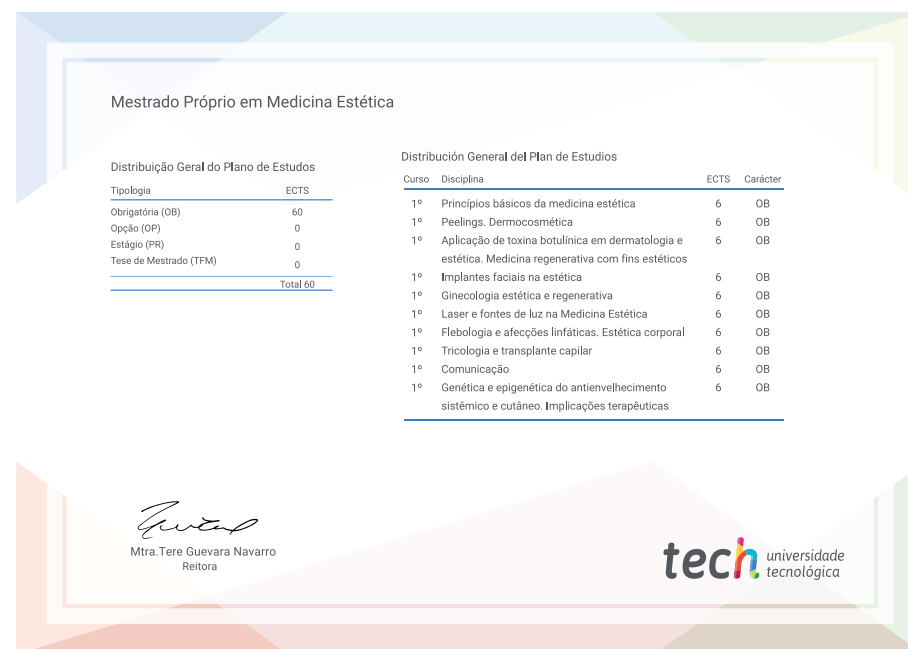 Mestrado Próprio em Medicina Estética
Distribuição Geral do Plano de Estudos
Tipologia ECTS
Obrigatória (OB) 60
Opção (OP) 0
Estágio (PR) 0
Tese de Mestrado (TFM) 0
Total 60
Distribución General del Plan de Estudios
Curso Disciplina ECTS Carácter
1º Princípios básicos da medicina estética 6 OB
1º Peelings. Dermocosmética 6 OB
1º Aplicação de toxina botulínica em dermatologia e 6 OB
estética. Medicina regenerativa com fins estéticos
1º Implantes faciais na estética 6 OB
1º Ginecologia estética e regenerativa 6 OB
1º Laser e fontes de luz na Medicina Estética 6 OB
1º Flebologia e afecções linfáticas. Estética corporal 6 OB
1º Tricologia e transplante capilar 6 OB
1º Comunicação 6 OB
1º Genética e epigenética do antienvelhecimento 6 OB
sistêmico e cutâneo. Implicações terapêuticas
Mtra.Tere Guevara Navarro
Reitora
tech universidade
tecnológica